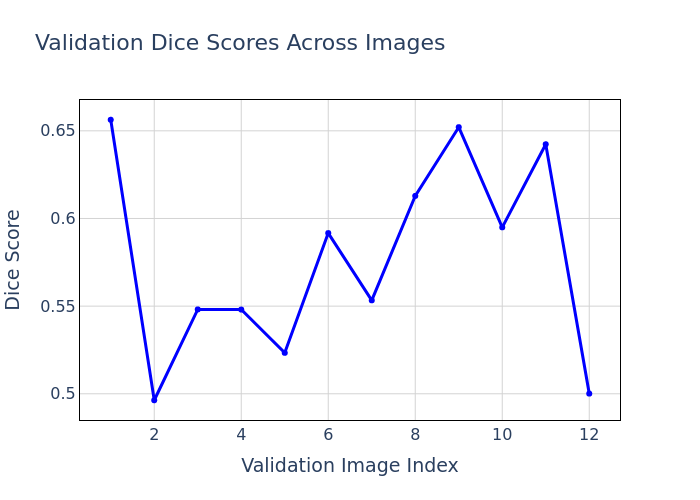 Validation Dice Scores Across Images
Dice Score
0.65
0.6
0.55
0.5
2 4 6 8 10 12
Validation Image Index